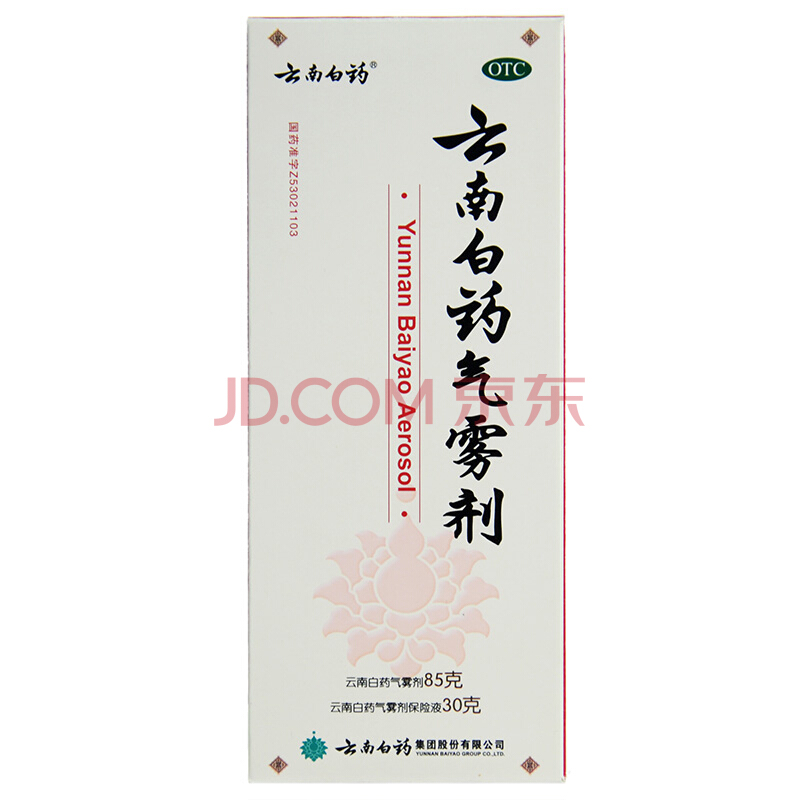 云南白药®
OTC
国药准字Z53021103
云南白药气雾剂
• Yunnan Baiyao Aerosol •
JD.COM 京东
云南白药气雾剂85克
云南白药气雾剂保险液30克
云南白药集团股份有限公司
YUNNAN BAIYAO GROUP CO.,LTD.